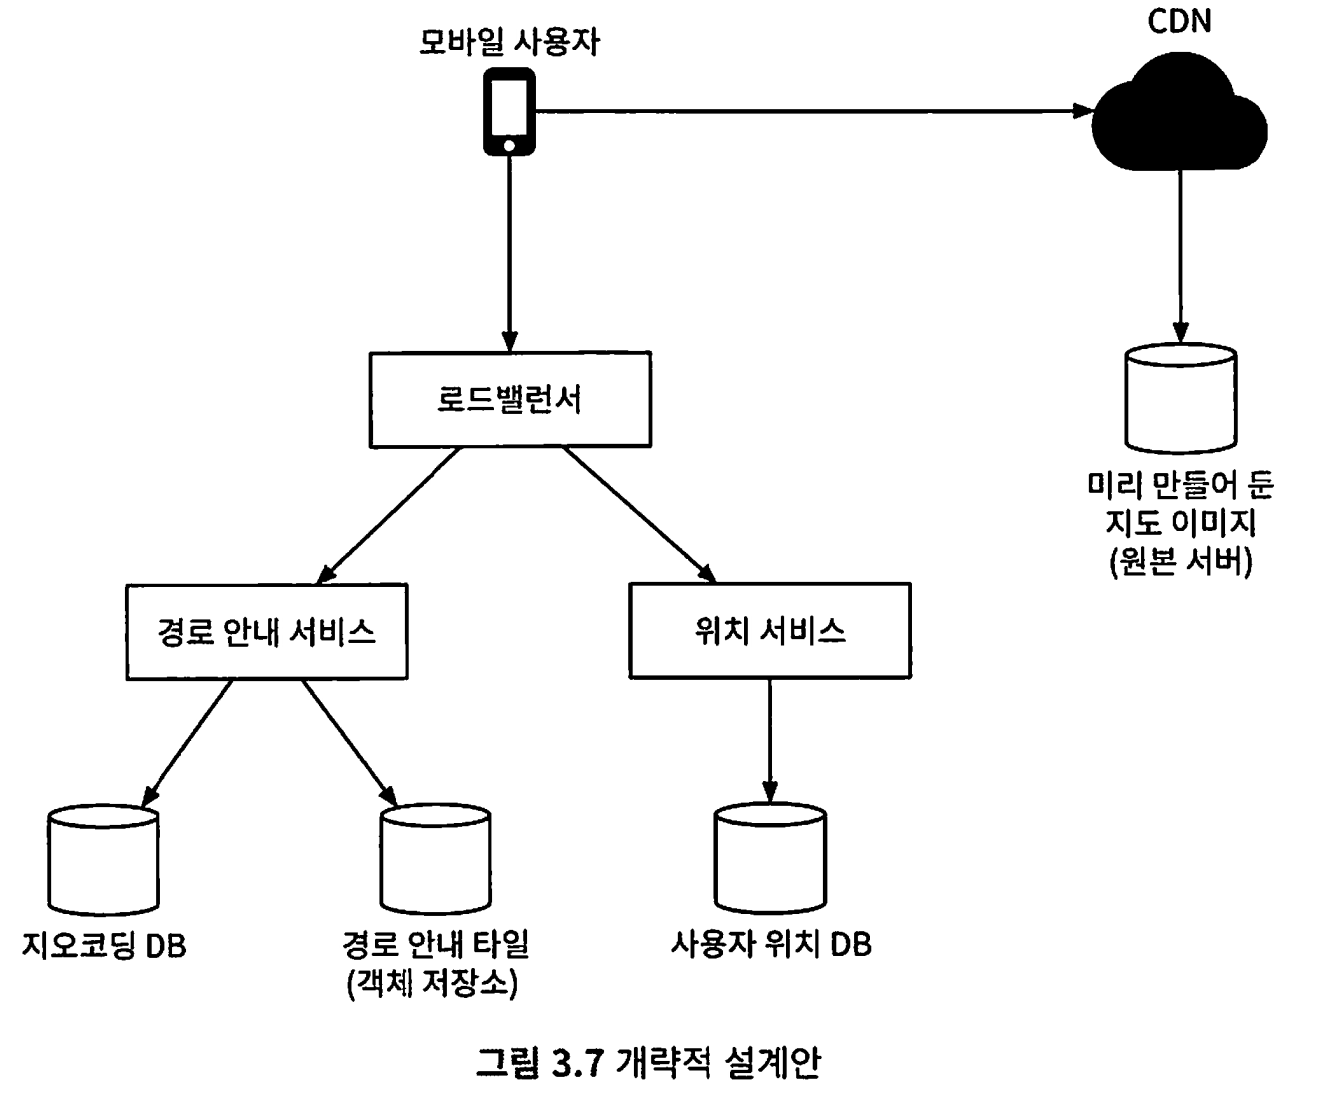 모바일 사용자
CDN
로드밸런서
미리 만들어 둔
지도 이미지
(원본 서버)
경로 안내 서비스
위치 서비스
지오코딩 DB
경로 안내 타일
(객체 저장소)
사용자 위치 DB
그림 3.7 개략적 설계안